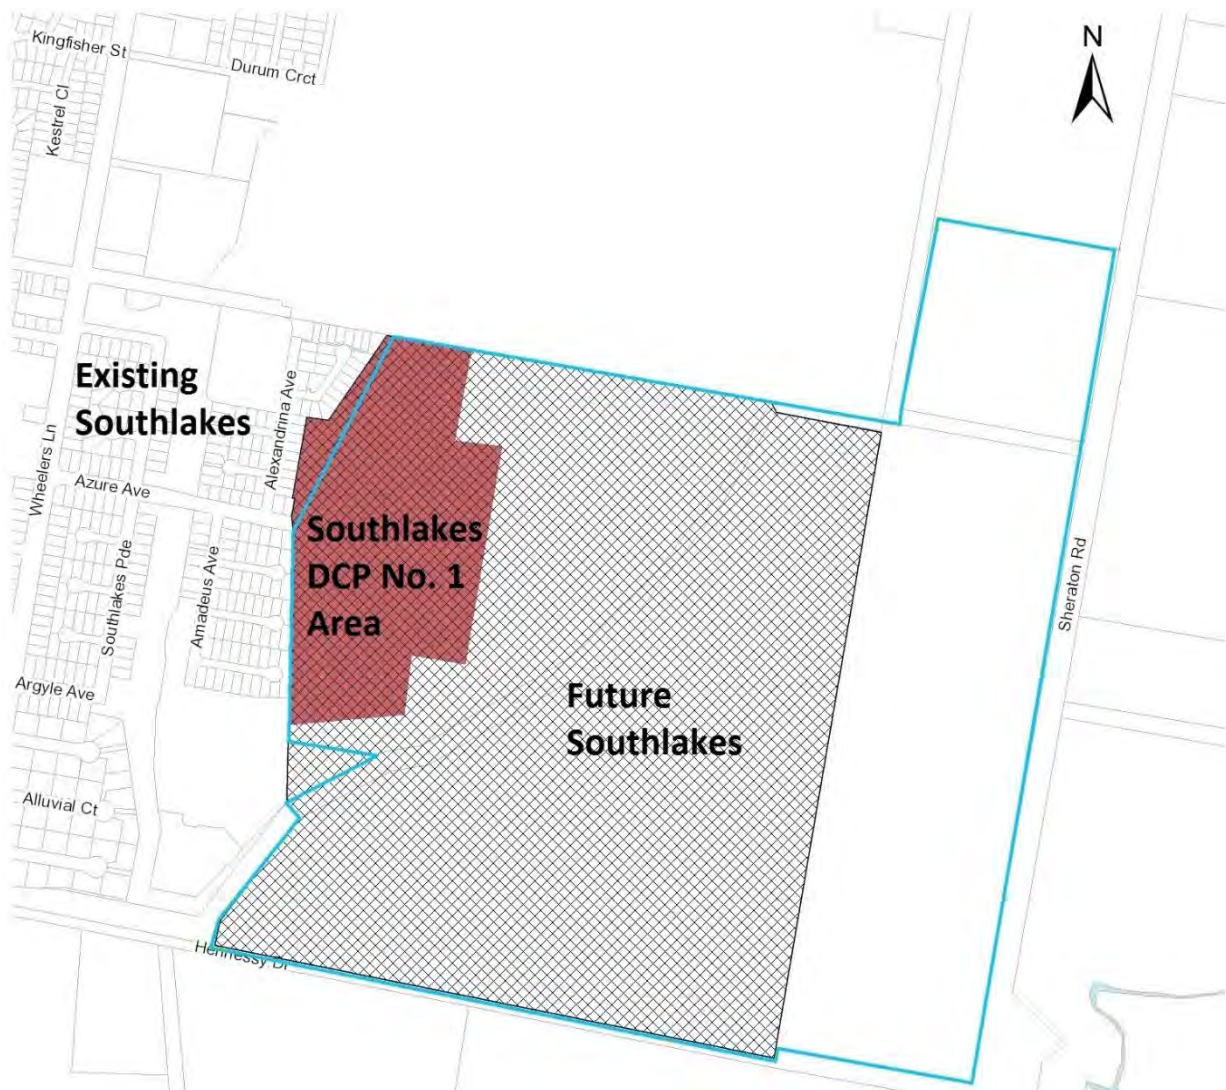 Kingfisher St
Durum Crct
N
Kestrel Cl
Existing
Southlakes
Alexandrina Ave
Wheelers Ln
Azure Ave
Southlakes
DCP No. 1
Area
Southlakes Pde
Amadeus Ave
Sheraton Rd
Argyle Ave
Future
Southlakes
Alluvial Ct
Hennessy Dr